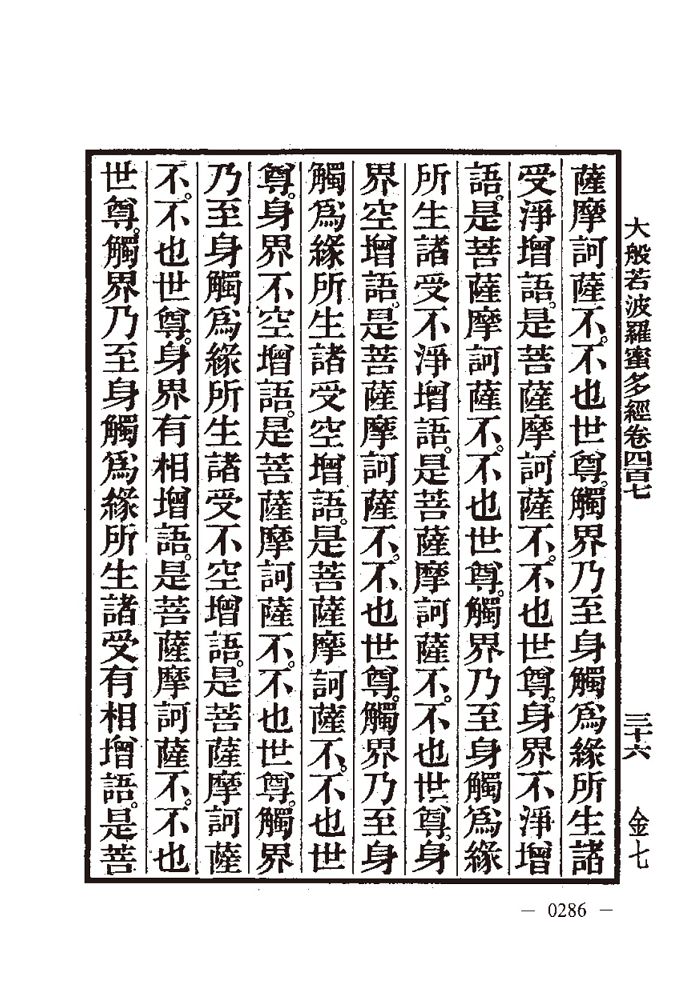 大般若波羅蜜多經卷四百七 三十六 金七
薩摩訶薩不。不也世尊。觸界乃至身觸爲緣所生諸
受淨增語。是菩薩摩訶薩不。不也世尊。身界不淨增
語。是菩薩摩訶薩不。不也世尊。觸界乃至身觸爲緣
所生諸受不淨增語。是菩薩摩訶薩不。不也世尊。身
界空增語。是菩薩摩訶薩不。不也世尊。觸界乃至身
觸爲緣所生諸受空增語。是菩薩摩訶薩不。不也世
尊。身界不空增語。是菩薩摩訶薩不。不也世尊。觸界
乃至身觸爲緣所生諸受不空增語。是菩薩摩訶薩
不。不也世尊。身界有相增語。是菩薩摩訶薩不。不也
世尊。觸界乃至身觸爲緣所生諸受有相增語。是菩
— 0286 —